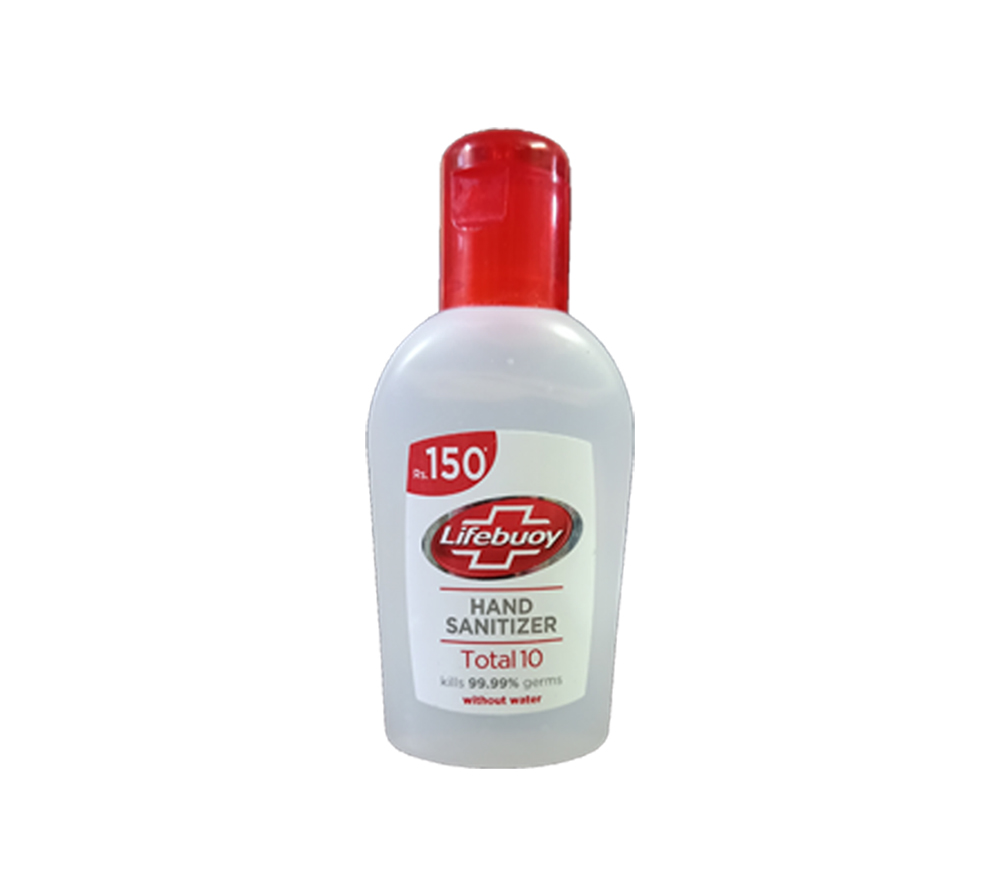 Rs.150*
Lifebuoy
HAND
SANITIZER
Total 10
kills 99.99% germs
without water